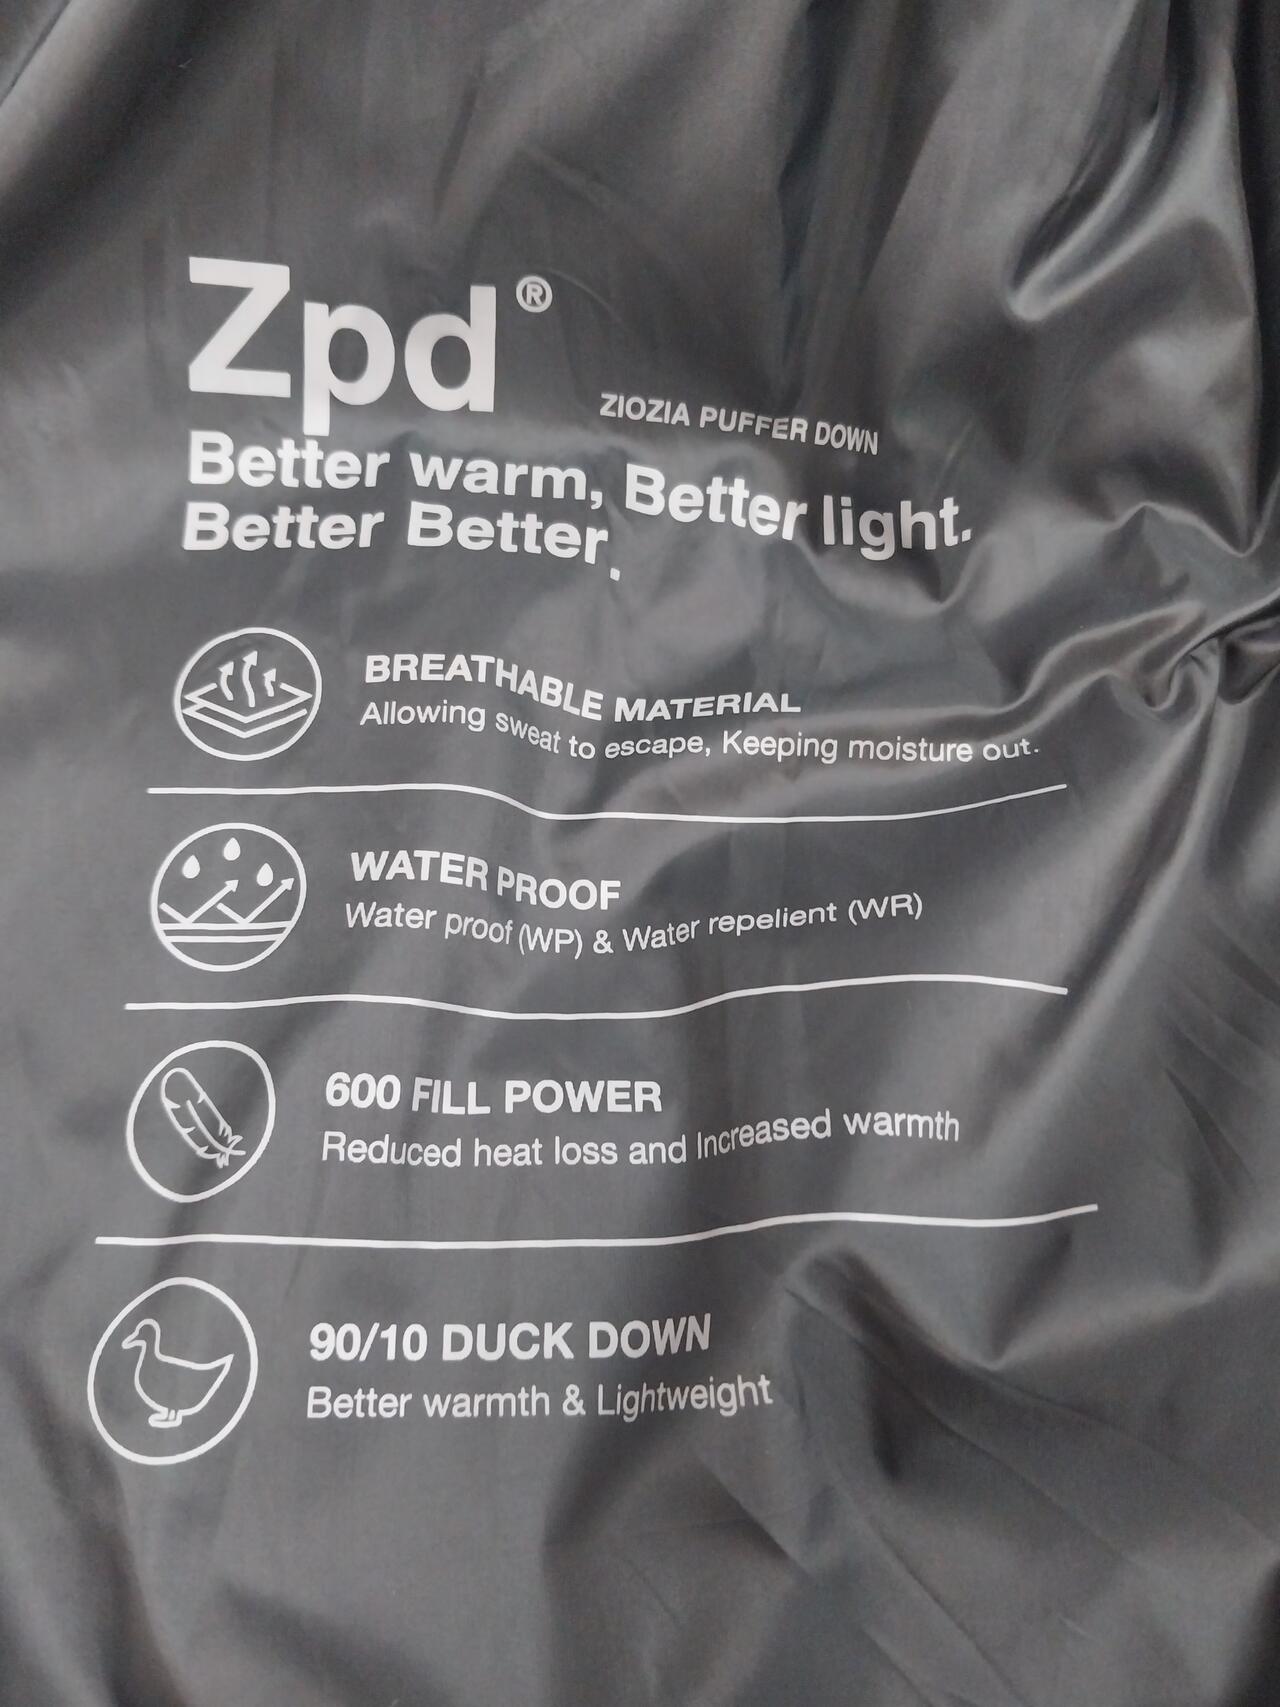 Zpd®
ZIOZIA PUFFER DOWN
Better warm, Better light.
Better Better.
BREATHABLE MATERIAL
Allowing sweat to escape, Keeping moisture out.
WATER PROOF
Water proof (WP) & Water repelient (WR)
600 FILL POWER
Reduced heat loss and Increased warmth
90/10 DUCK DOWN
Better warmth & Lightweight